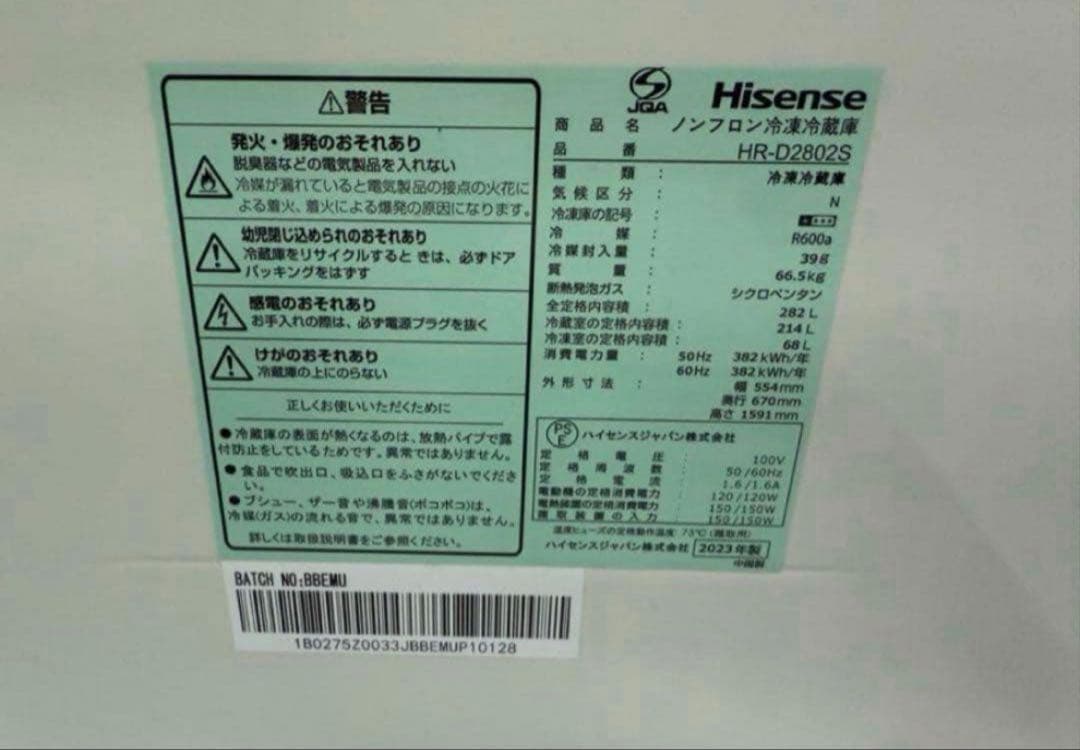 ⚠警告
発火・爆発のおそれあり
脱臭器などの電気製品を入れない
冷媒が漏れていると電気製品の接点の火花に
よる着火、着火による爆発の原因になります。
幼児閉じ込められのおそれあり
冷蔵庫をリサイクルするときは、必ずドア
パッキングをはずす
感電のおそれあり
お手入れの際は、必ず電源プラグを抜く
けがのおそれあり
冷蔵庫の上にのらない
正しくお使いいただくために
●冷蔵庫の表面が熱くなるのは、放熱パイプで露
付防止をしているためです。異常ではありません。
●食品で吹出口、吸込口をふさがないでくださ
い。
●ブシュー、ザー音や沸騰音(ボコボコ)は、
冷媒(ガス)の流れる音で、異常ではありません。
詳しくは取扱説明書をご参照ください。
JQA
Hisense
商品名 ノンフロン冷凍冷蔵庫
品番 HR-D2802S
種類 : 冷凍冷蔵庫
気候区分 : N
冷凍庫の記号 :
冷媒 : R600a
冷媒封入量 : 39g
質量 : 66.5kg
断熱発泡ガス : シクロペンタン
全定格内容積 : 282 L
冷蔵室の定格内容積 : 214 L
冷凍室の定格内容積 : 68 L
消費電力量 : 50Hz 382 kWh/年
60Hz 382 kWh/年
外形寸法 : 幅 554mm
奥行 670mm
高さ 1591mm
PSE ハイセンスジャパン株式会社
定格電圧 : 100V
定格周波数 : 50/60Hz
定格電流 : 1.6/1.6A
電動機の定格消費電力 : 120/120W
電熱装置の定格消費電力 : 150/150W
霜取装置の入力 : 150/150W
温度ヒューズの定格動作温度 73℃(霜取用)
ハイセンスジャパン株式会社 2023年製
中国製
BATCH NO:BBEMU
1B0275Z0033JBBEMUP10128